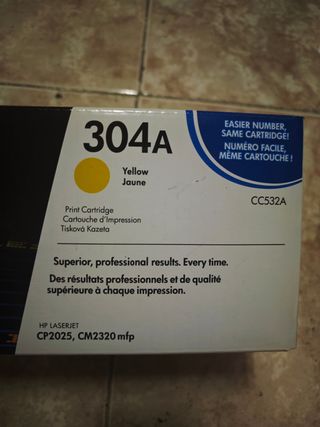 EASIER NUMBER,
SAME CARTRIDGE!
NUMÉRO FACILE,
MÊME CARTOUCHE !
304A
Yellow
Jaune
CC532A
Print Cartridge
Cartouche d'Impression
Tisková Kazeta
Superior, professional results. Every time.
Des résultats professionnels et de qualité
supérieure à chaque impression.
HP LASERJET
CP2025, CM2320 mfp